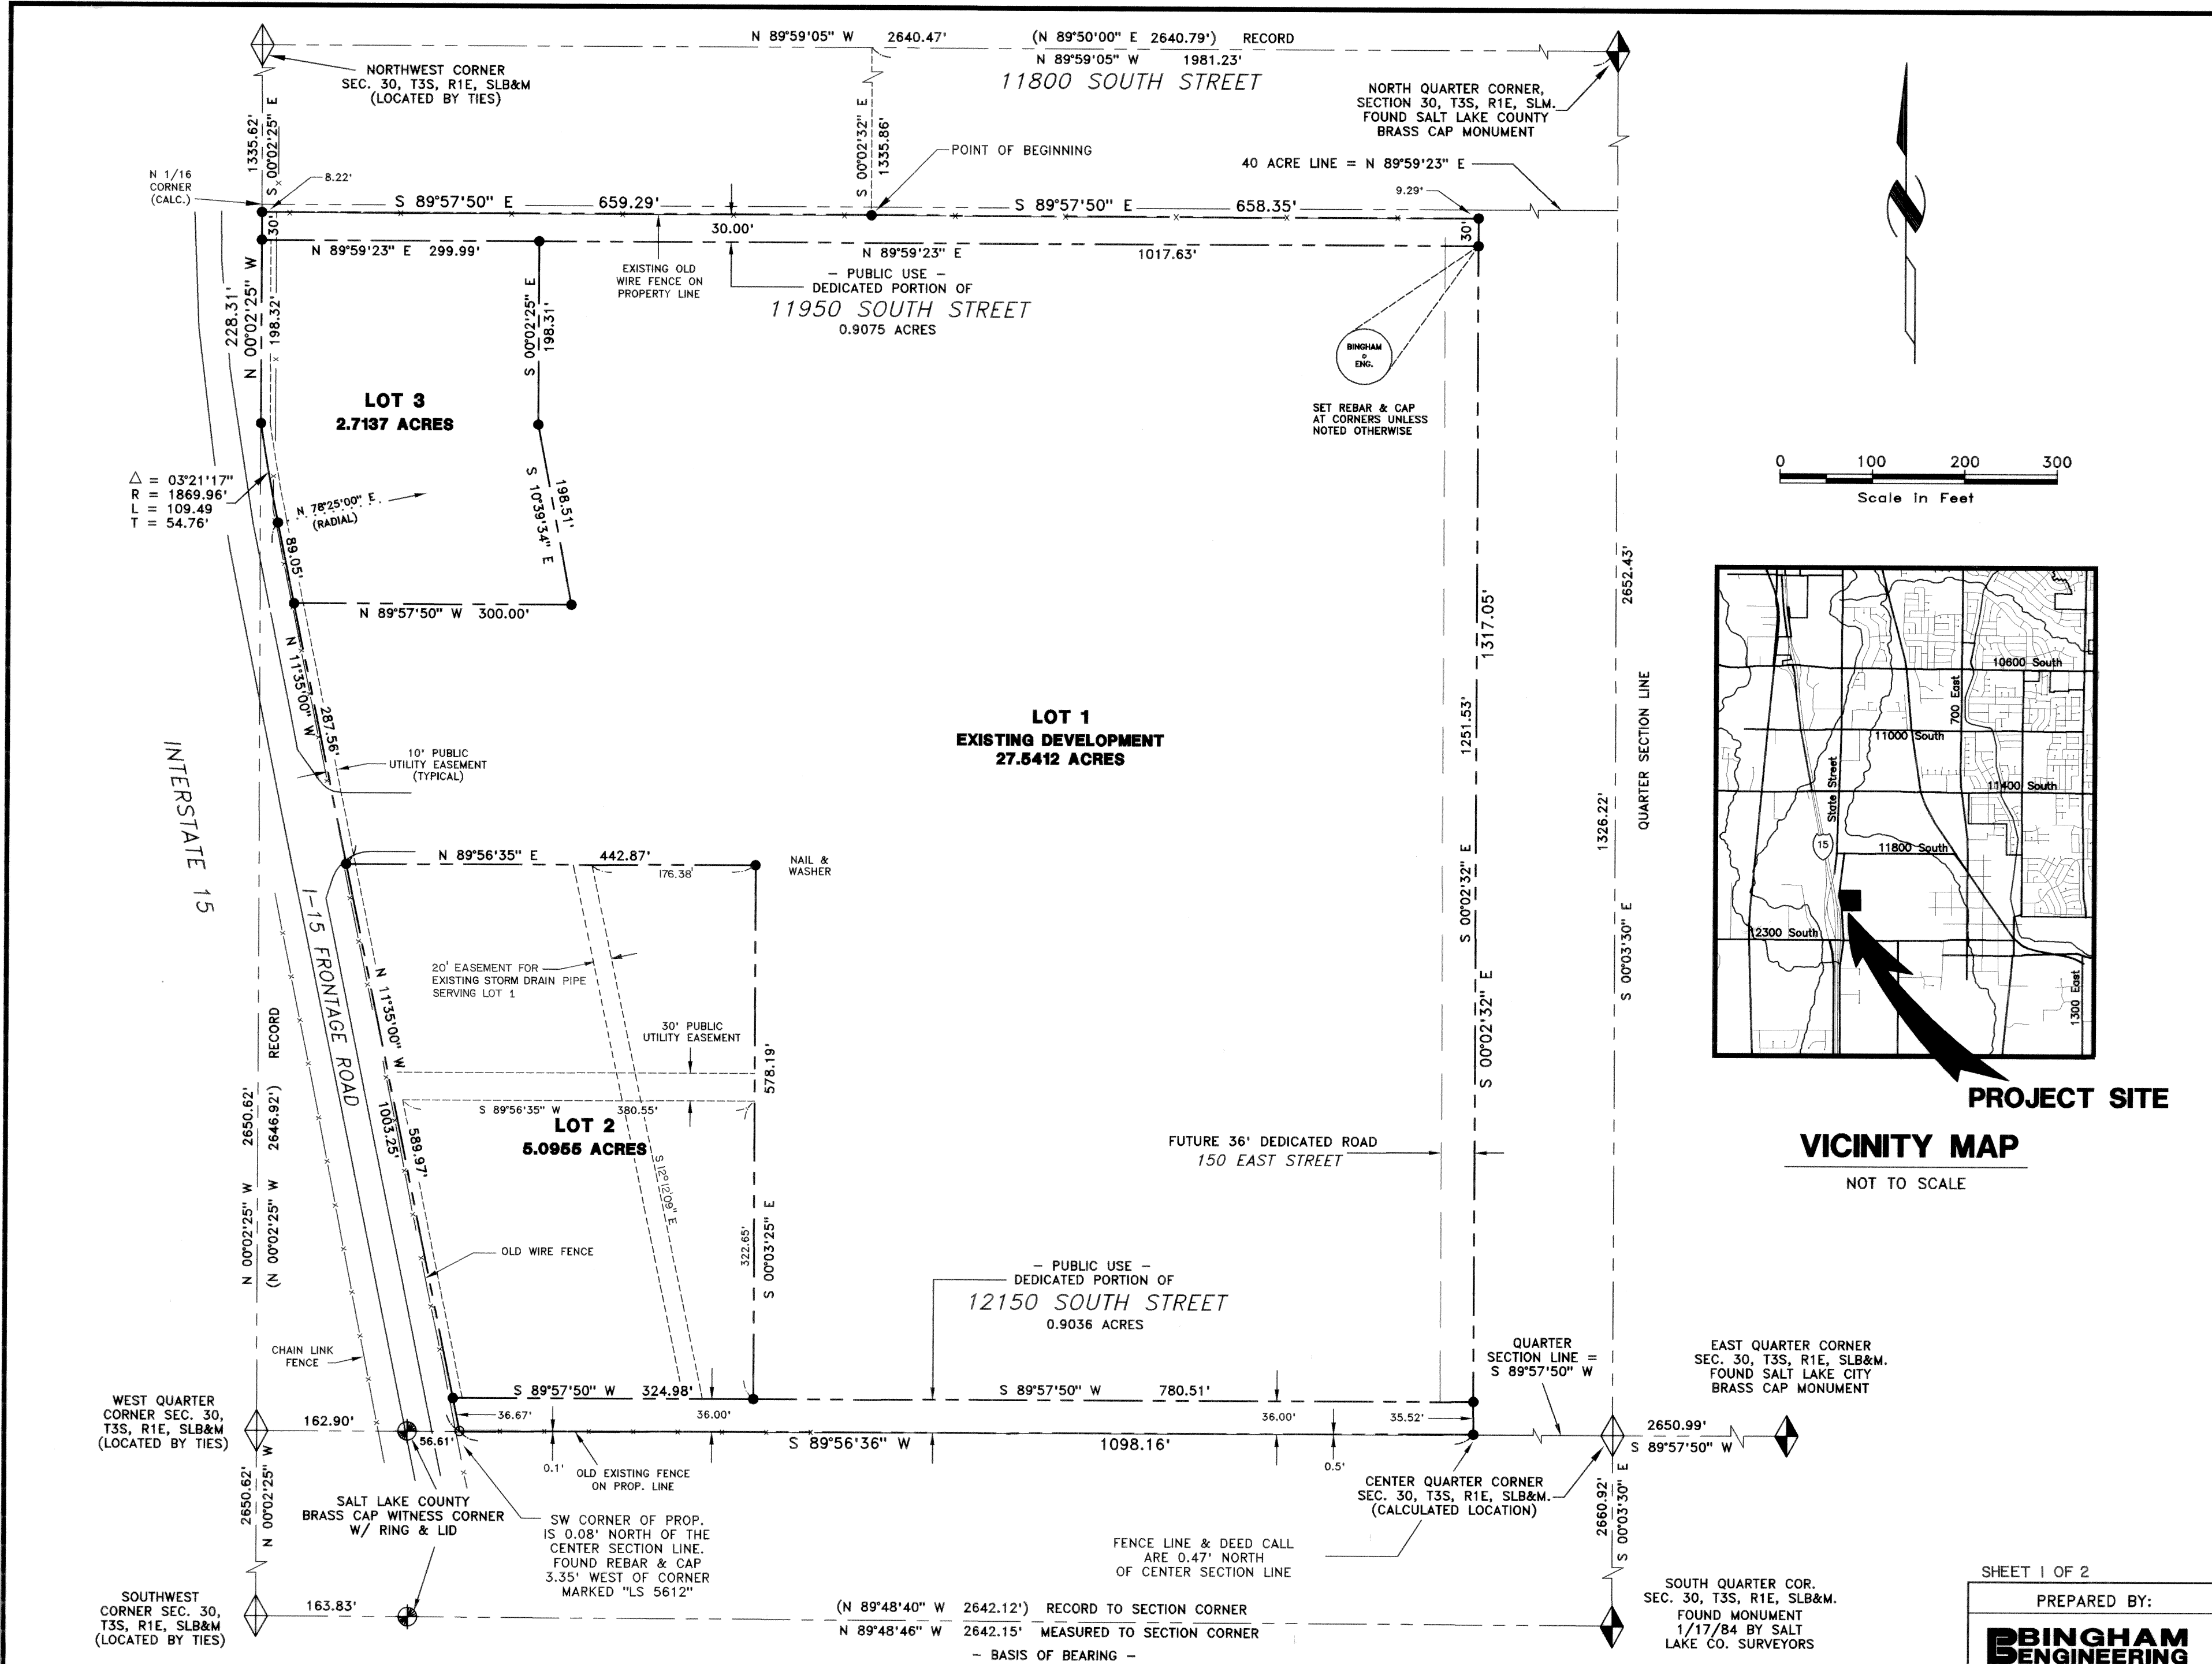 N 89°59'05" W 2640.47' (N 89°50'00" E 2640.79') RECORD
N 89°59'05" W 1981.23'
11800 SOUTH STREET
NORTHWEST CORNER
SEC. 30, T3S, R1E, SLB&M
(LOCATED BY TIES)
NORTH QUARTER CORNER,
SECTION 30, T3S, R1E, SLM.
FOUND SALT LAKE COUNTY
BRASS CAP MONUMENT
1335.62'
S 00°02'25" E
S 00°02'32" E
1335.86'
POINT OF BEGINNING
40 ACRE LINE = N 89°59'23" E
N 1/16
CORNER
(CALC.)
8.22'
9.29'
S 89°57'50" E 659.29'
S 89°57'50" E 658.35'
30'
30.00'
30'
N 89°59'23" E 299.99'
N 89°59'23" E 1017.63'
EXISTING OLD
WIRE FENCE ON
PROPERTY LINE
- PUBLIC USE -
DEDICATED PORTION OF
11950 SOUTH STREET
0.9075 ACRES
228.31'
N 00°02'25" W
198.32'
S 00°02'25" E
198.31'
BINGHAM
ENG.
SET REBAR & CAP
AT CORNERS UNLESS
NOTED OTHERWISE
LOT 3
2.7137 ACRES
△ = 03°21'17"
R = 1869.96'
L = 109.49
T = 54.76'
N 78°25'00" E
(RADIAL)
S 10°39'34" E
198.51'
89.05'
N 89°57'50" W 300.00'
0 100 200 300
Scale in Feet
N 11°35'00" W
287.56'
10' PUBLIC
UTILITY EASEMENT
(TYPICAL)
INTERSTATE 15
LOT 1
EXISTING DEVELOPMENT
27.5412 ACRES
1317.05'
1251.53'
S 00°02'32" E
S 00°02'32" E
2652.43'
QUARTER SECTION LINE
1326.22'
S 00°03'30" E
10600 South
700 East
11000 South
State Street
11400 South
15
11800 South
12300 South
1300 East
PROJECT SITE
VICINITY MAP
NOT TO SCALE
N 89°56'35" E 442.87'
176.38'
NAIL &
WASHER
I-15 FRONTAGE ROAD
20' EASEMENT FOR
EXISTING STORM DRAIN PIPE
SERVING LOT 1
30' PUBLIC
UTILITY EASEMENT
N 11°35'00" W
1003.25'
589.97'
578.19'
S 89°56'35" W 380.55'
LOT 2
5.0955 ACRES
S 12°12'09" E
322.65'
S 00°03'25" E
OLD WIRE FENCE
N 00°02'25" W 2650.62'
(N 00°02'25" W 2646.92') RECORD
FUTURE 36' DEDICATED ROAD
150 EAST STREET
- PUBLIC USE -
DEDICATED PORTION OF
12150 SOUTH STREET
0.9036 ACRES
CHAIN LINK
FENCE
QUARTER
SECTION LINE =
S 89°57'50" W
EAST QUARTER CORNER
SEC. 30, T3S, R1E, SLB&M.
FOUND SALT LAKE CITY
BRASS CAP MONUMENT
WEST QUARTER
CORNER SEC. 30,
T3S, R1E, SLB&M
(LOCATED BY TIES)
S 89°57'50" W 324.98'
S 89°57'50" W 780.51'
162.90'
56.61'
36.67'
36.00'
36.00'
35.52'
S 89°56'36" W 1098.16'
2650.99'
S 89°57'50" W
0.1'
OLD EXISTING FENCE
ON PROP. LINE
0.5'
2650.62'
N 00°02'25" W
SALT LAKE COUNTY
BRASS CAP WITNESS CORNER
W/ RING & LID
SW CORNER OF PROP.
IS 0.08' NORTH OF THE
CENTER SECTION LINE.
FOUND REBAR & CAP
3.35' WEST OF CORNER
MARKED "LS 5612"
CENTER QUARTER CORNER
SEC. 30, T3S, R1E, SLB&M.
(CALCULATED LOCATION)
2660.92'
S 00°03'30" E
FENCE LINE & DEED CALL
ARE 0.47' NORTH
OF CENTER SECTION LINE
SOUTHWEST
CORNER SEC. 30,
T3S, R1E, SLB&M
(LOCATED BY TIES)
163.83'
(N 89°48'40" W 2642.12') RECORD TO SECTION CORNER
N 89°48'46" W 2642.15' MEASURED TO SECTION CORNER
- BASIS OF BEARING -
SOUTH QUARTER COR.
SEC. 30, T3S, R1E, SLB&M.
FOUND MONUMENT
1/17/84 BY SALT
LAKE CO. SURVEYORS
SHEET 1 OF 2
PREPARED BY:
BINGHAM
ENGINEERING